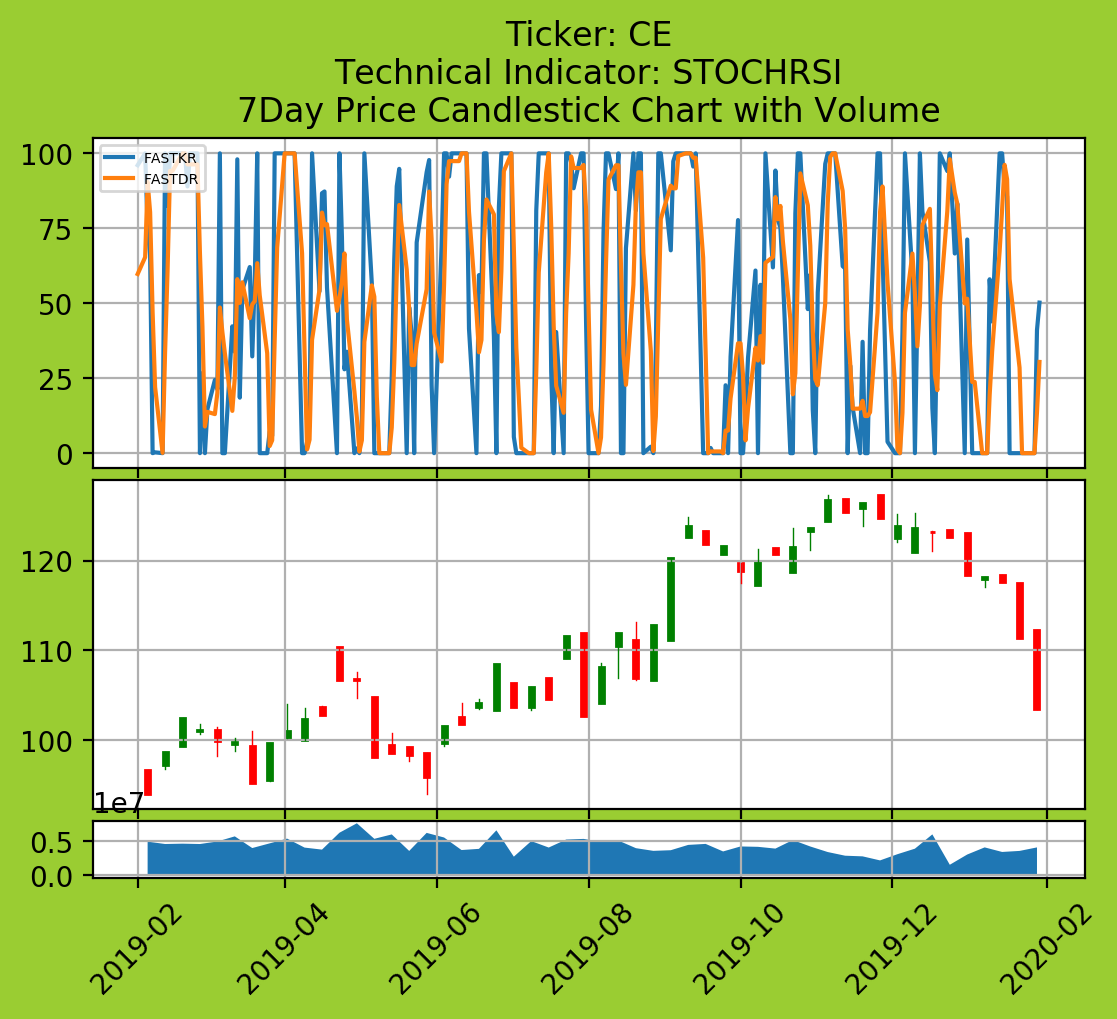 Ticker: CE
Technical Indicator: STOCHRSI
7Day Price Candlestick Chart with Volume
FASTKR
FASTDR
100
75
50
25
0
120
110
100
1e7
0.5
0.0
2019-02
2019-04
2019-06
2019-08
2019-10
2019-12
2020-02